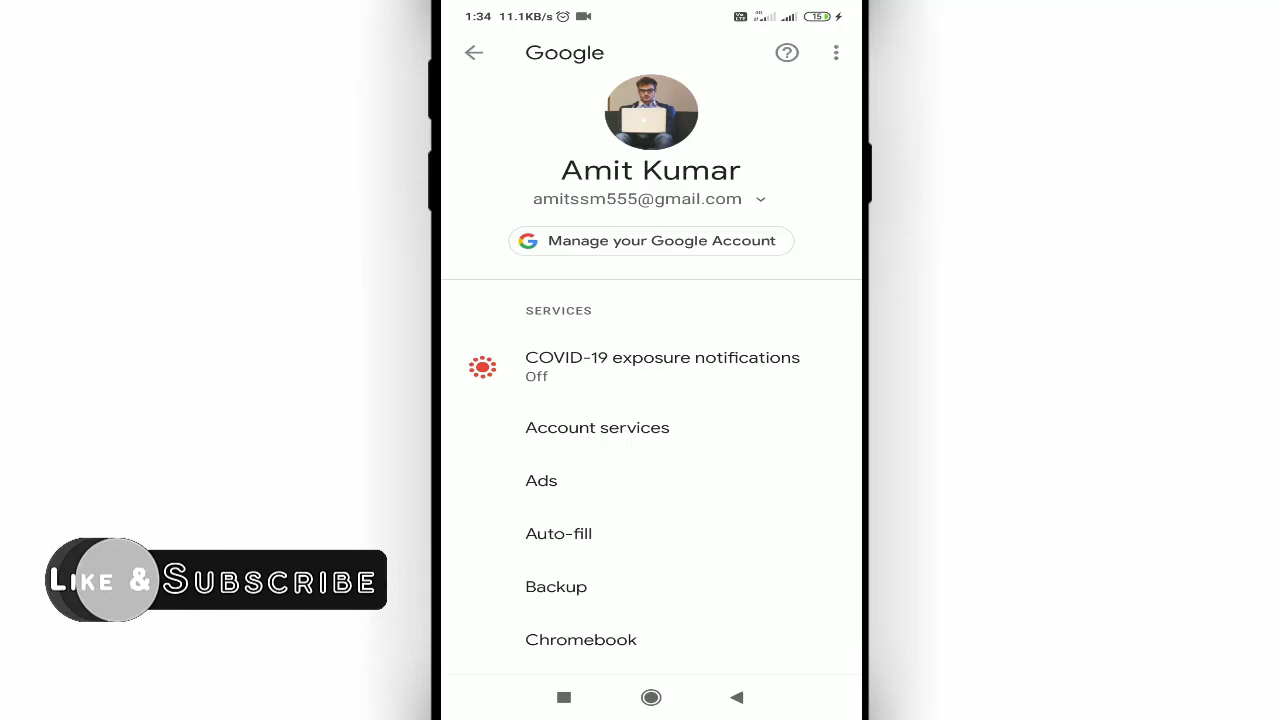 1:34 11.1KB/s 15
Google
Amit Kumar
amitssm555@gmail.com
Manage your Google Account
SERVICES
COVID-19 exposure notifications
Off
Account services
Ads
Auto-fill
Backup
Chromebook
LIKE & SUBSCRIBE